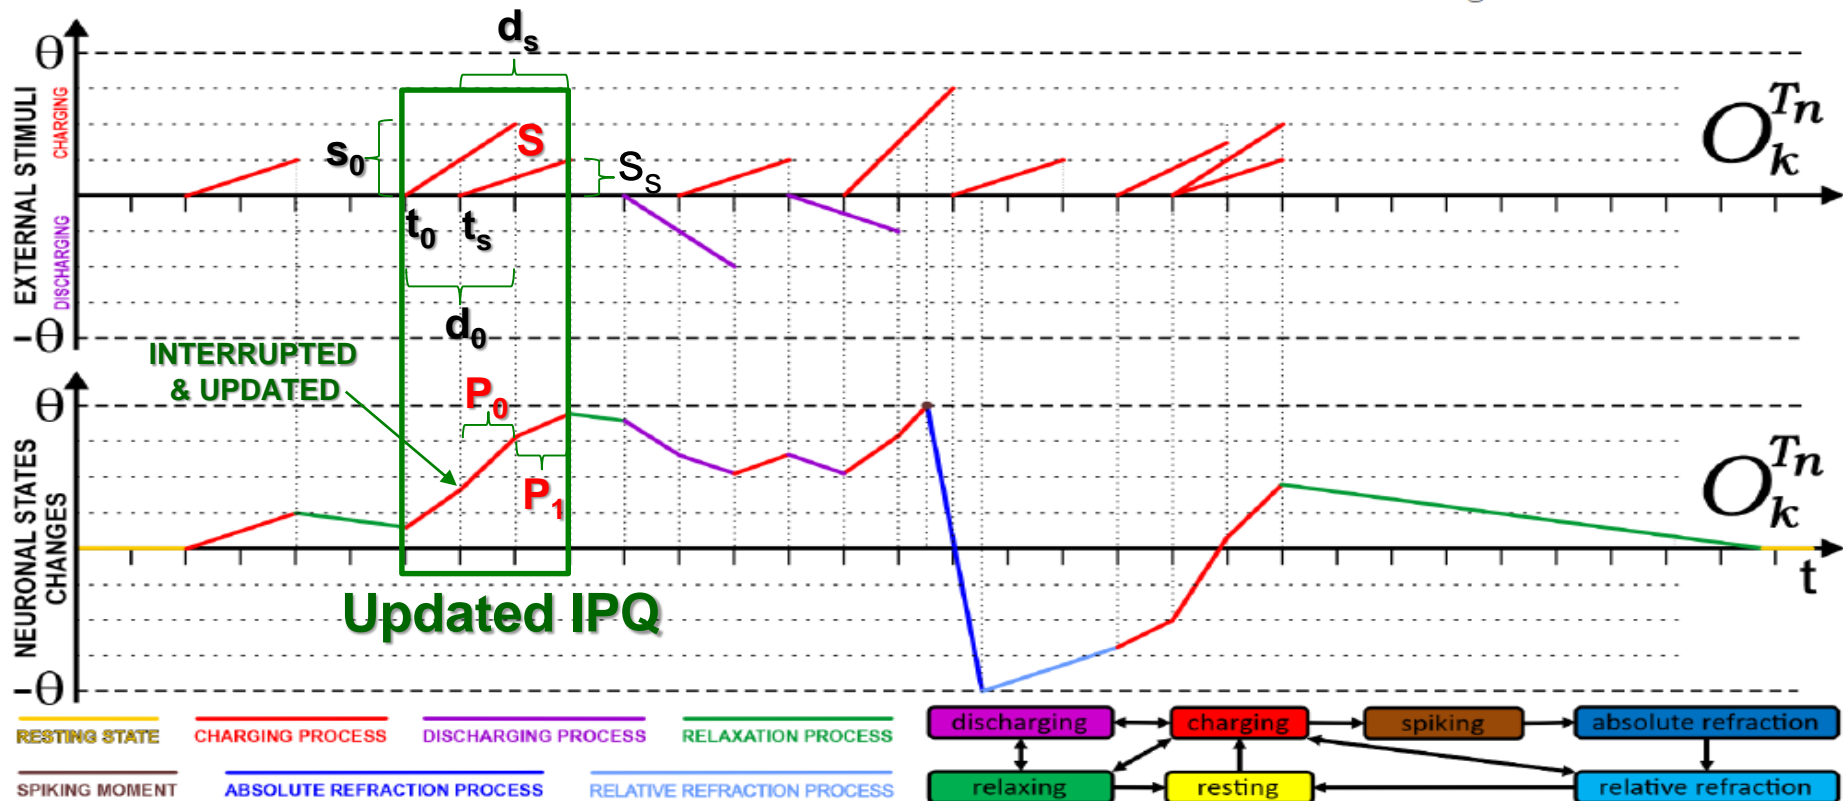 θ
EXTERNAL STIMULI
CHARGING
DISCHARGING
-θ
d_s
s_0
S
S_S
t_0
t_s
d_0
O_k^{T_n}
INTERRUPTED
& UPDATED
θ
NEURONAL STATES
CHANGES
-θ
P_0
P_1
O_k^{T_n}
t
Updated IPQ
RESTING STATE
CHARGING PROCESS
DISCHARGING PROCESS
RELAXATION PROCESS
SPIKING MOMENT
ABSOLUTE REFRACTION PROCESS
RELATIVE REFRACTION PROCESS
discharging
charging
spiking
absolute refraction
relaxing
resting
relative refraction